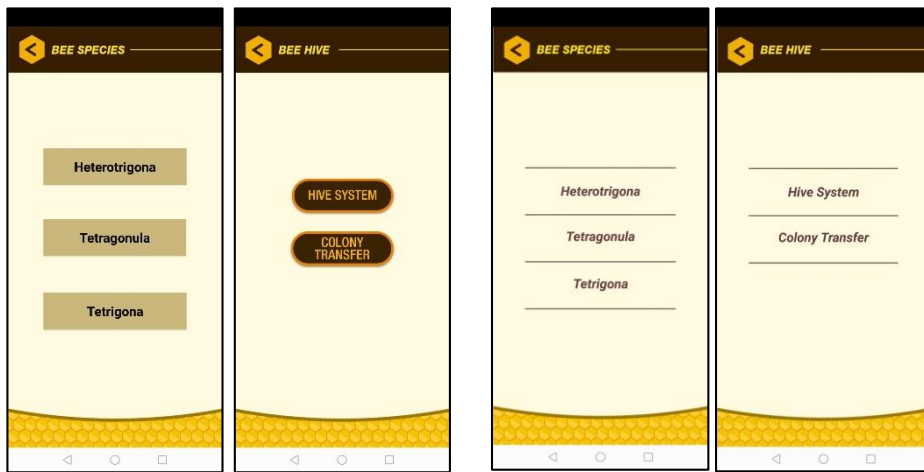 BEE SPECIES
Heterotrigona
Tetragonula
Tetrigona
BEE HIVE
HIVE SYSTEM
COLONY
TRANSFER
BEE SPECIES
Heterotrigona
Tetragonula
Tetrigona
BEE HIVE
Hive System
Colony Transfer